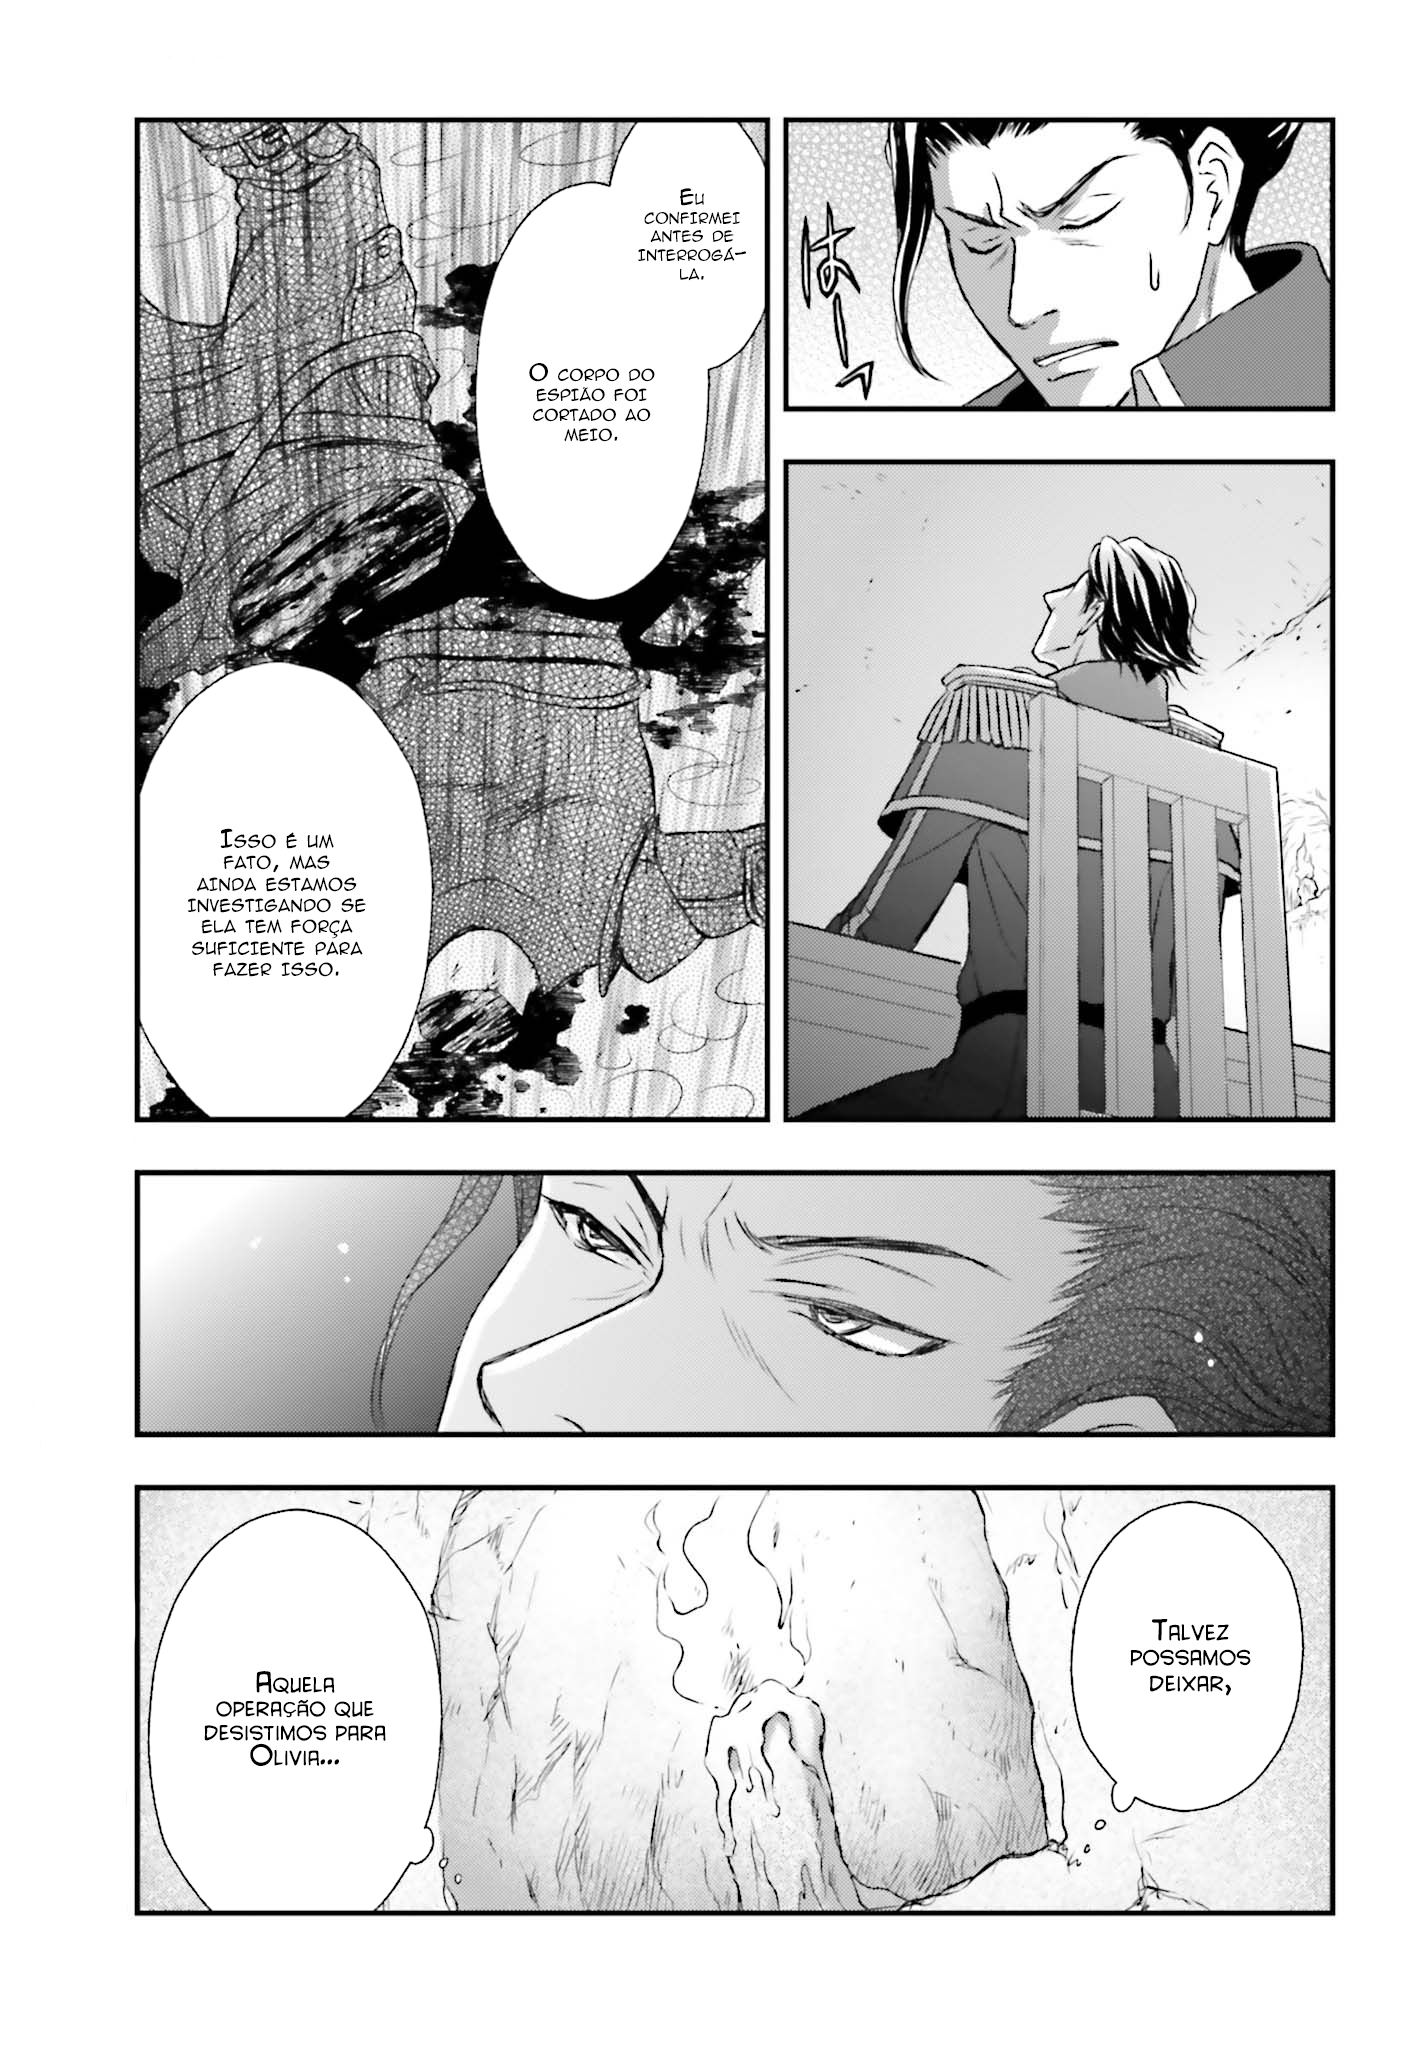 はーっ
Eu
confirmei
antes de
interrogá-
la.
O corpo do
espião foi
cortado ao
meio.
Isso é um
fato, mas
ainda estamos
investigando se
ela tem força
suficiente para
fazer isso.
Talvez
possamos
deixar,
Aquela
operação que
desistimos para
Olivia...